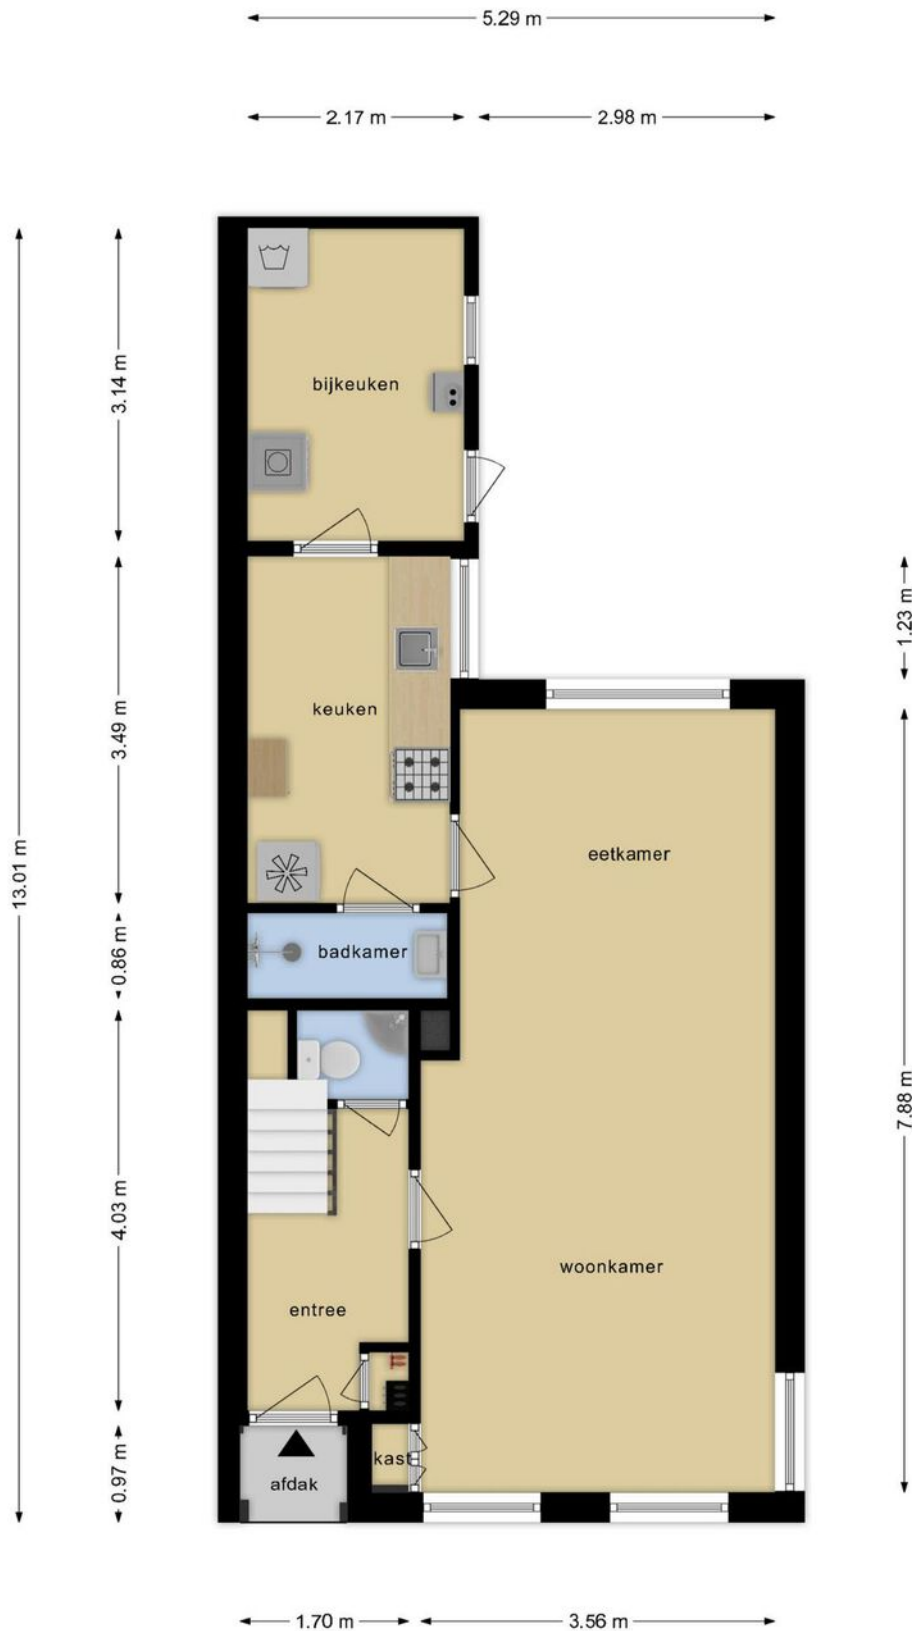 5.29 m
2.17 m
2.98 m
bijkeuken
3.14 m
1.23 m
keuken
3.49 m
eetkamer
13.01 m
badkamer
0.86 m
7.88 m
4.03 m
woonkamer
entree
kast
0.97 m
afdak
1.70 m
3.56 m